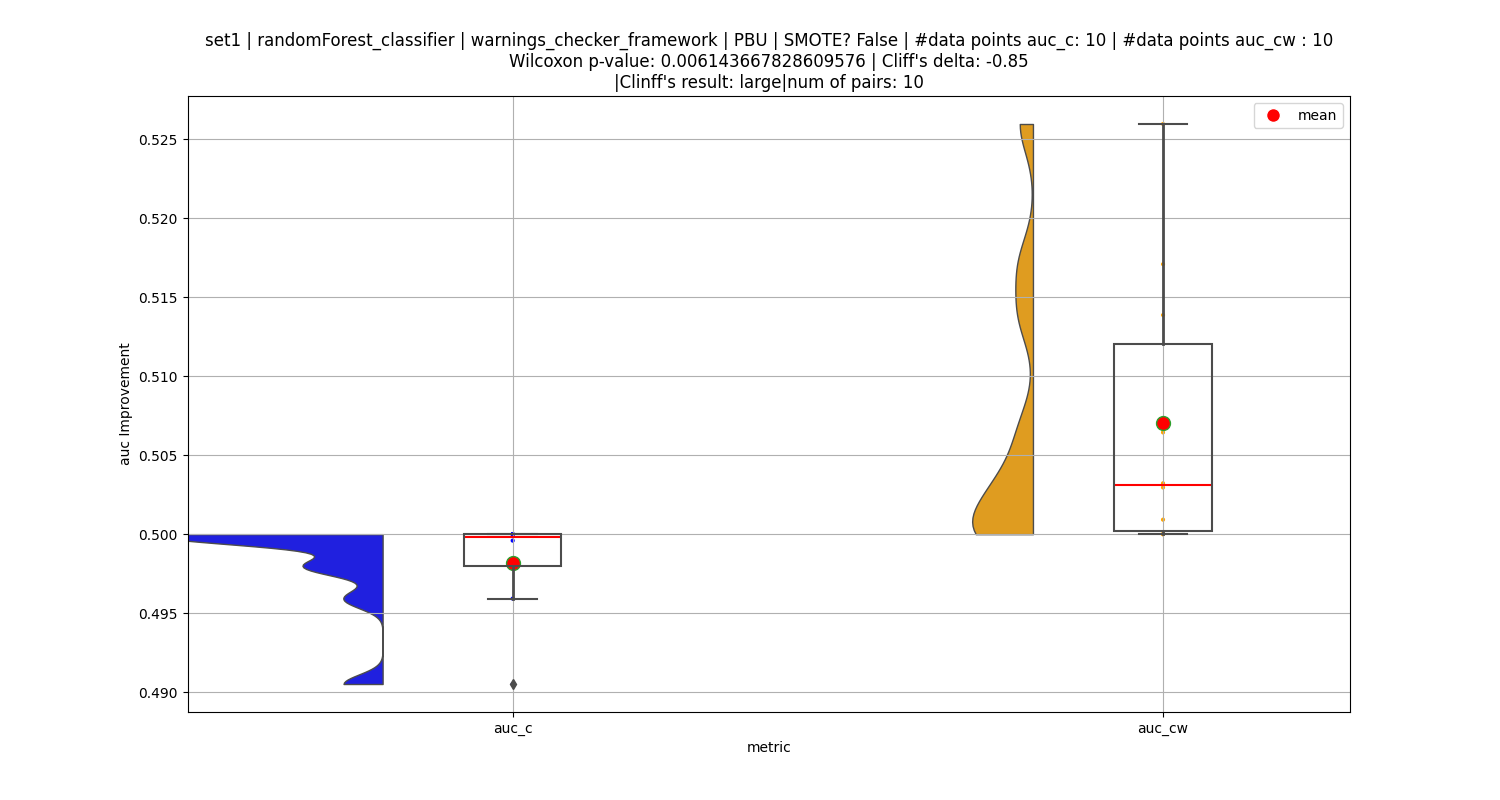 set1 | randomForest_classifier | warnings_checker_framework | PBU | SMOTE? False | #data points auc_c: 10 | #data points auc_cw : 10
Wilcoxon p-value: 0.006143667828609576 | Cliff's delta: -0.85
|Clinff's result: large|num of pairs: 10
mean
0.525
0.520
0.515
0.510
0.505
0.500
0.495
0.490
auc Improvement
auc_c
auc_cw
metric